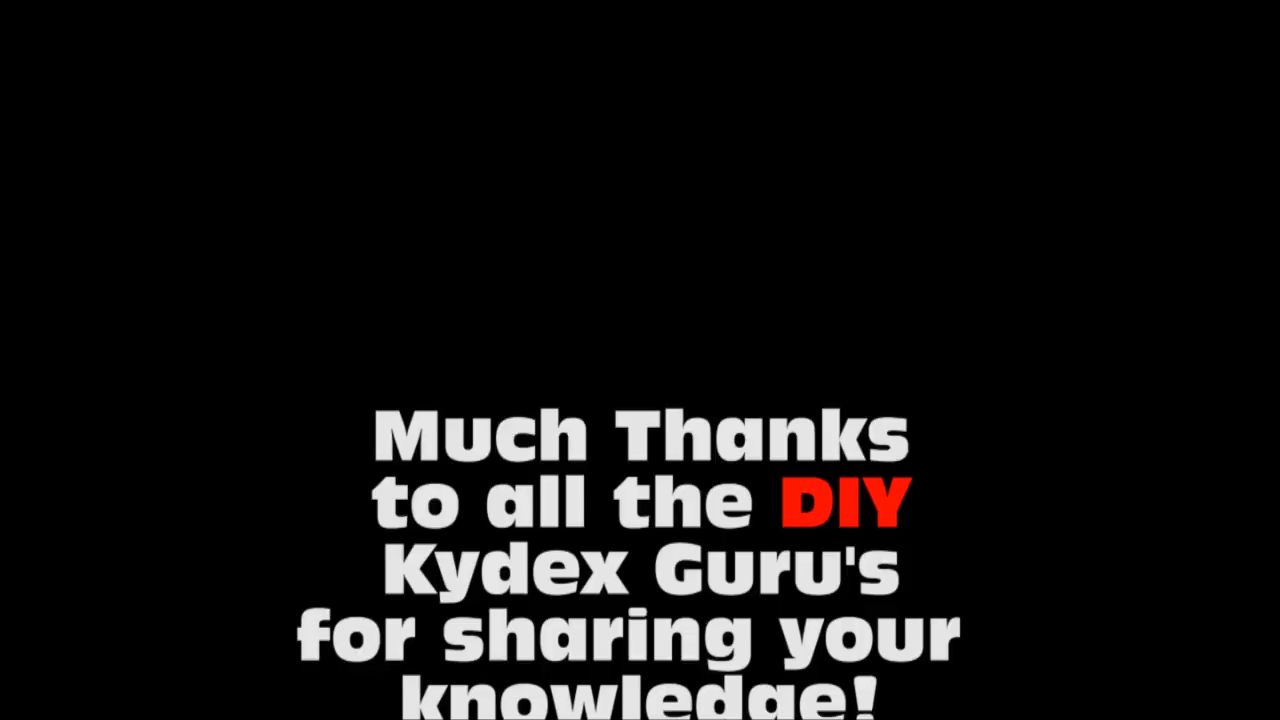 Much Thanks
to all the DIY
Kydex Guru's
for sharing your
knowledge!